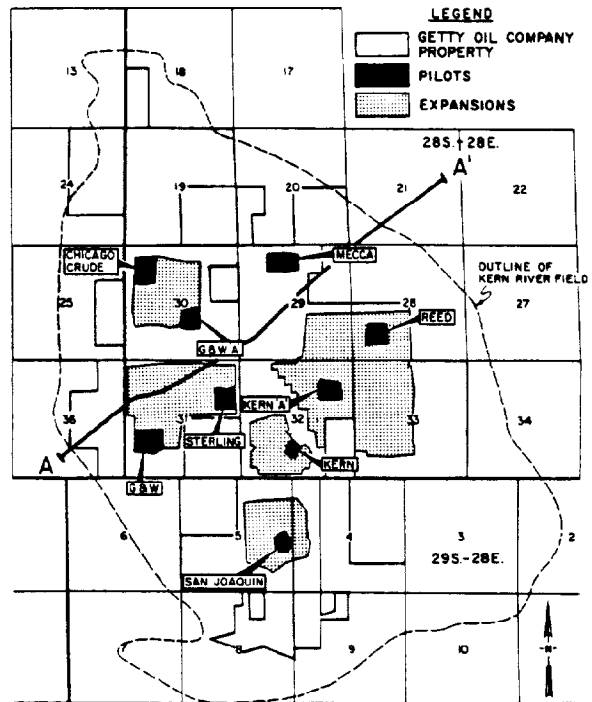 LEGEND
GETTY OIL COMPANY
PROPERTY
PILOTS
EXPANSIONS
13
18
17
28S.-28E.
A'
24
19
20
21
22
CHICAGO
CRUDE
MECCA
OUTLINE OF
KERN RIVER FIELD
25
30
29
28
27
REED
G&W A
36
31
KERN 'A'
32
33
34
STERLING
A
KERN
G&W
6
5
4
3
2
29S.-28E.
SAN JOAQUIN
7
8
9
10
N